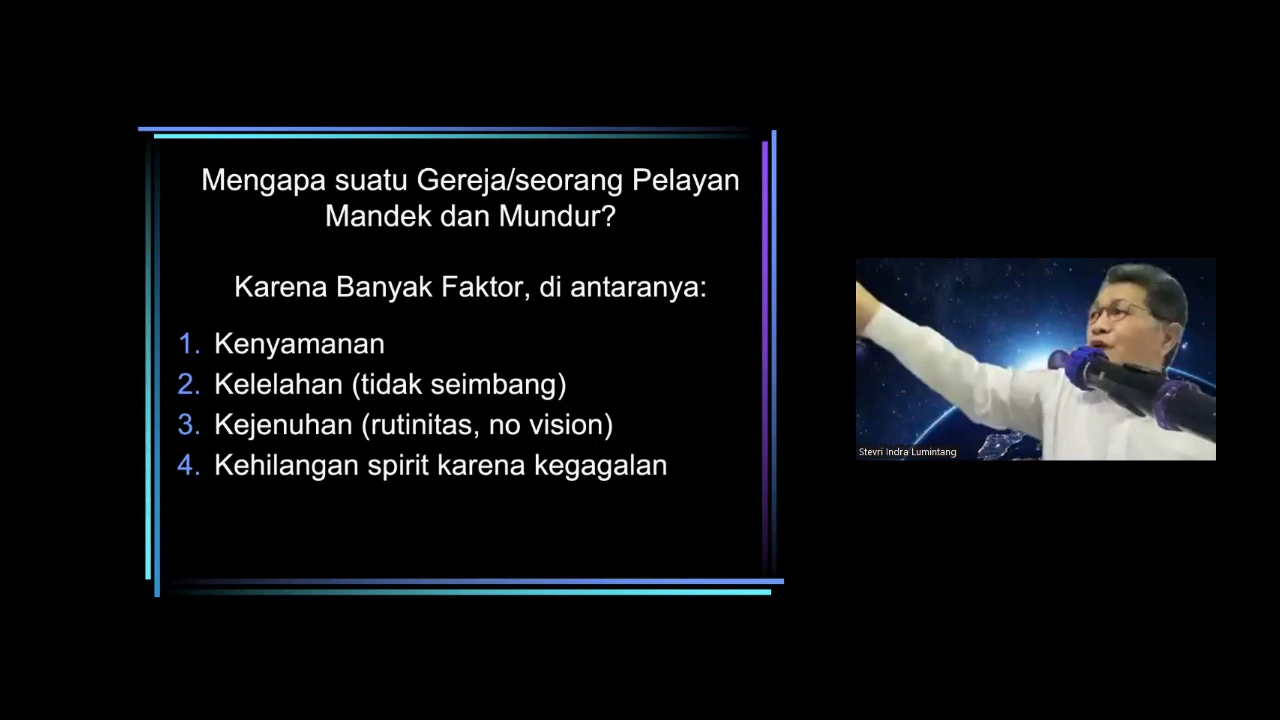 Mengapa suatu Gereja/seorang Pelayan
Mandek dan Mundur?
Karena Banyak Faktor, di antaranya:
1. Kenyamanan
2. Kelelahan (tidak seimbang)
3. Kejenuhan (rutinitas, no vision)
4. Kehilangan spirit karena kegagalan
Stevri Indra Lumintang